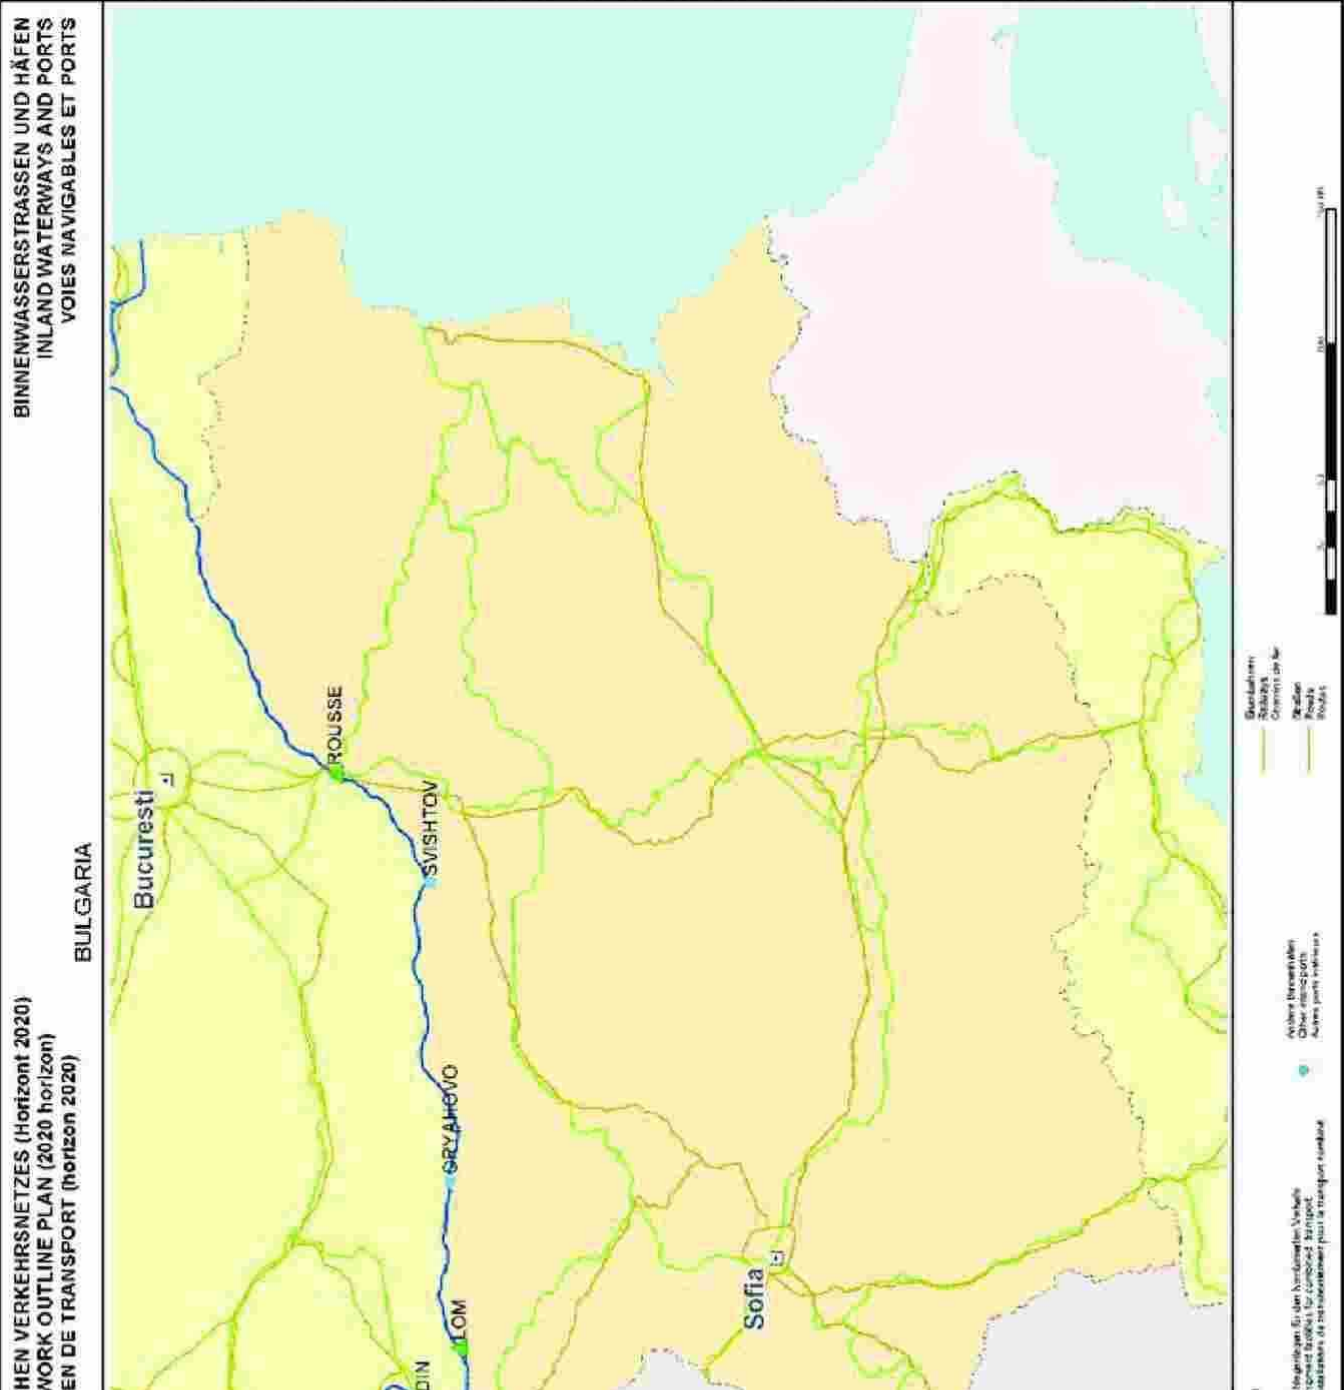 HEN VERKEHRSNETZES (Horizont 2020)
WORK OUTLINE PLAN (2020 horizon)
EN DE TRANSPORT (horizon 2020)
BULGARIA
BINNENWASSERSTRASSEN UND HÄFEN
INLAND WATERWAYS AND PORTS
VOIES NAVIGABLES ET PORTS
Bucuresti
ROUSSE
SVISHTOV
ORYAHOVO
LOM
DIN
Sofia
Eisenbahnen
Railways
Chemins de fer
Straßen
Roads
Routes
Andere Binnenhäfen
Other inland ports
Autres ports intérieurs